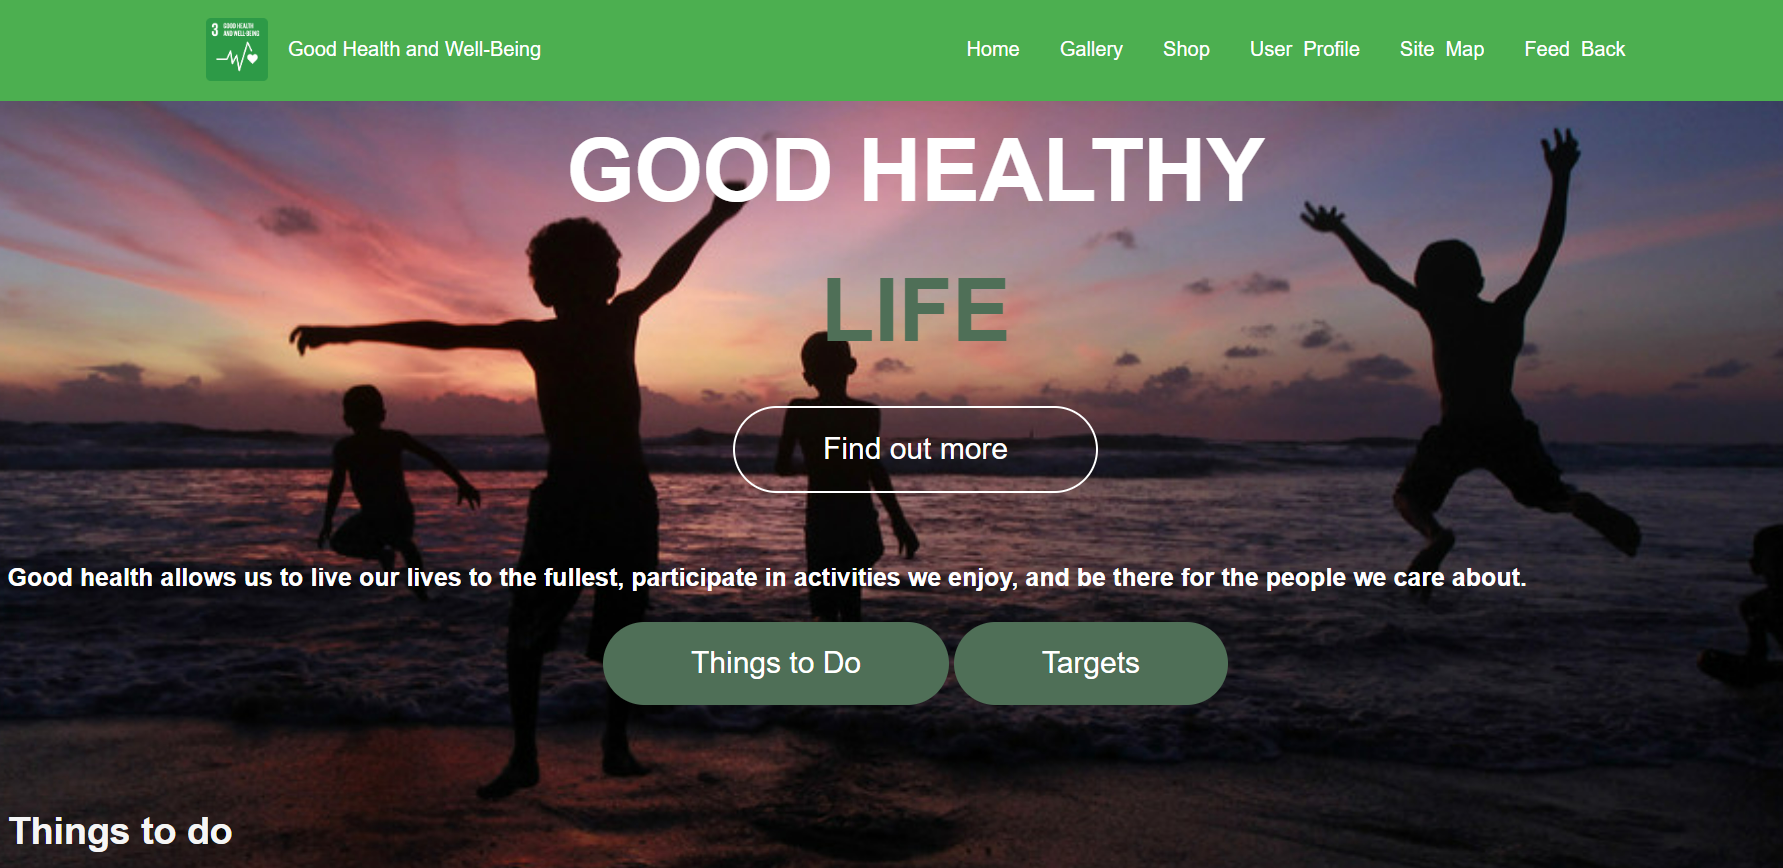 3 GOOD HEALTH
AND WELL-BEING
Good Health and Well-Being
Home Gallery Shop User Profile Site Map Feed Back
GOOD HEALTHY
LIFE
Find out more
Good health allows us to live our lives to the fullest, participate in activities we enjoy, and be there for the people we care about.
Things to Do Targets
Things to do